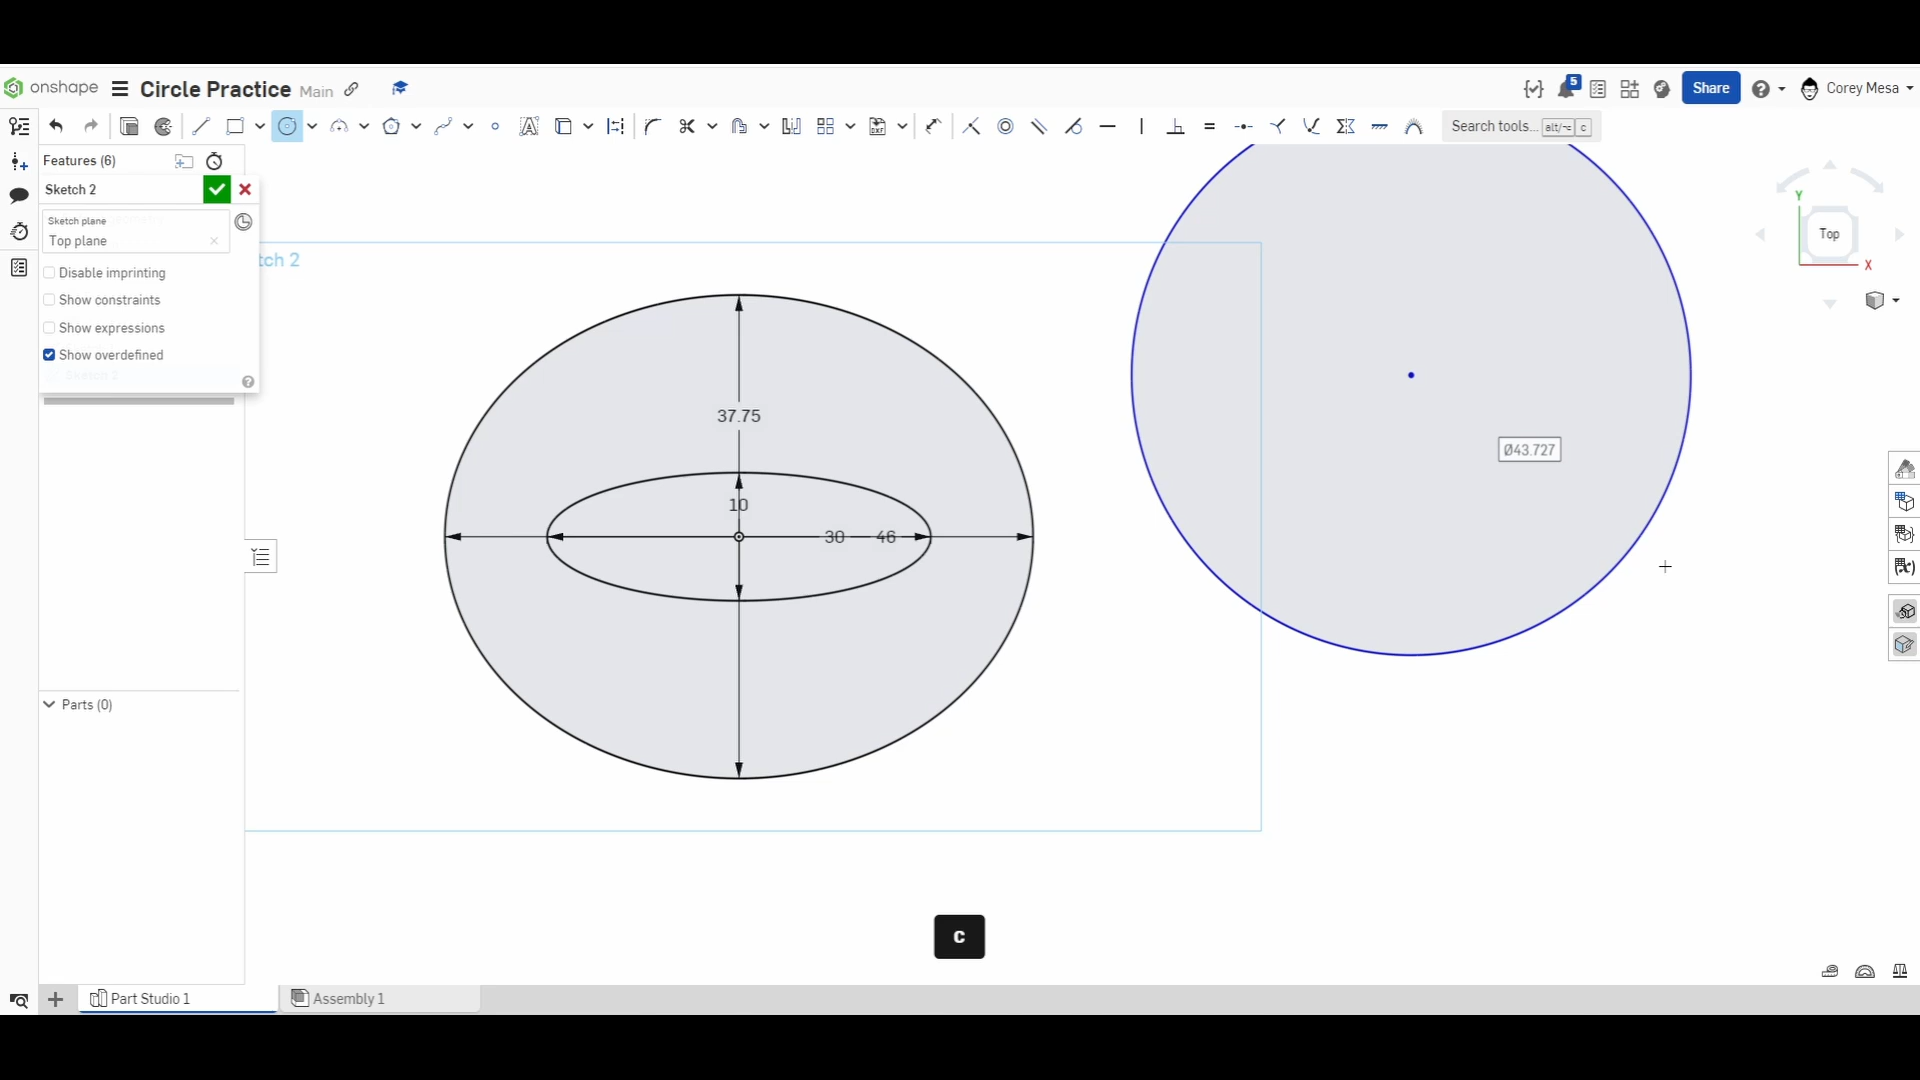 onshape Circle Practice Main 5 Share Corey Mesa
Search tools... alt/⌥ c
Features (6)
Sketch 2
Sketch plane
Top plane
Disable imprinting
Show constraints
Show expressions
Show overdefined
tch 2
Y
Top
X
37.75
Ø43.727
10
30
46
(x)
Parts (0)
c
Part Studio 1
Assembly 1